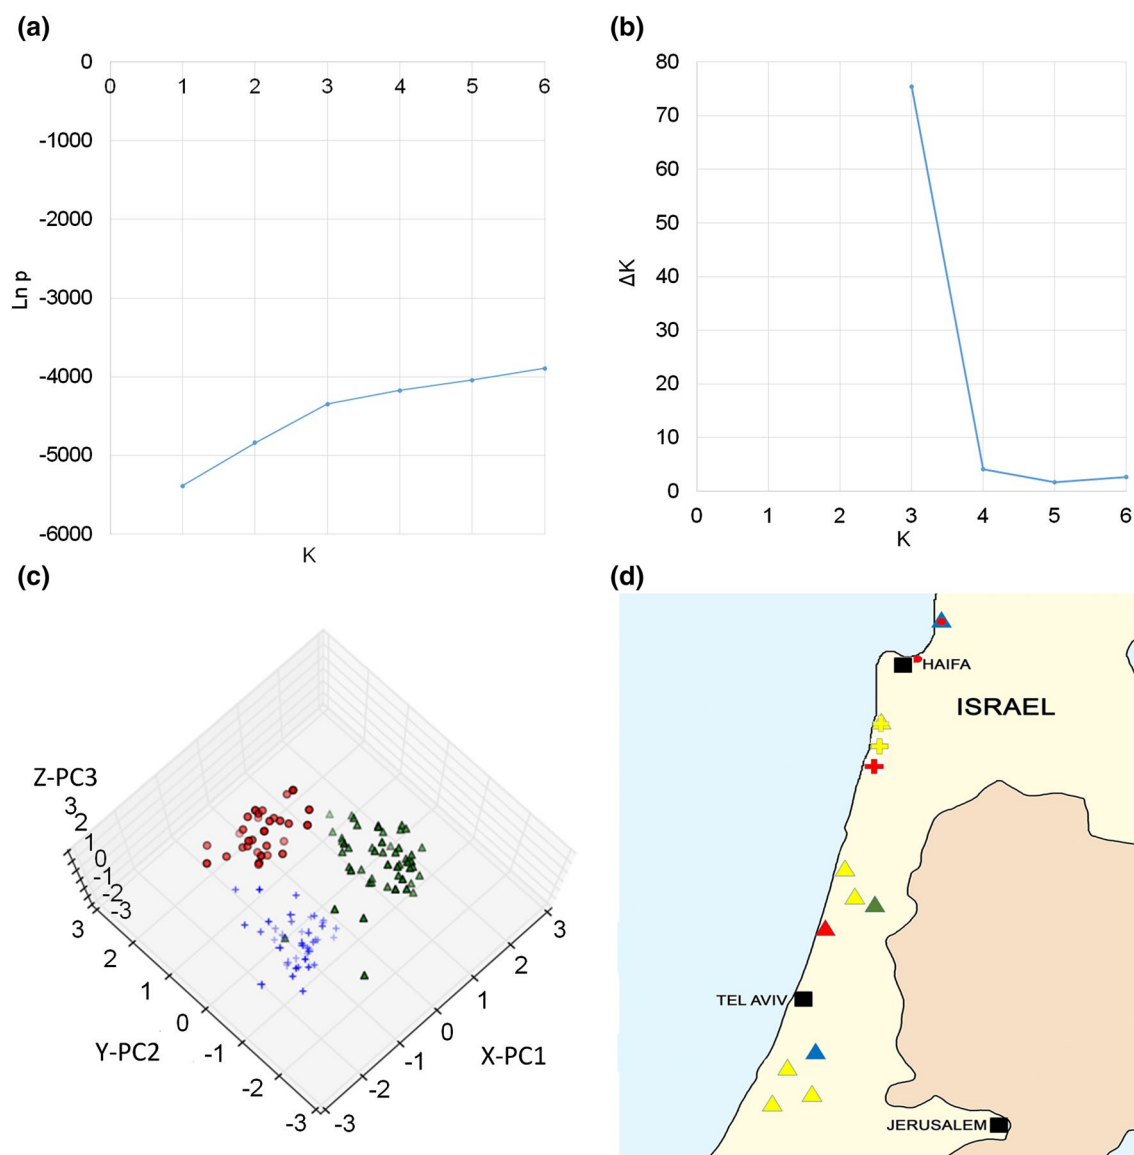 (a)
0
0 1 2 3 4 5 6
-1000
-2000
Ln p
-3000
-4000
-5000
-6000
K
(b)
80
70
60
50
ΔK
40
30
20
10
0
0 1 2 3 4 5 6
K
(c)
Z-PC3
3
2
1
0
-1
-2
-3
3
2
1
0
-1
-2
-3
Y-PC2
3
2
1
0
-1
-2
-3
X-PC1
(d)
HAIFA
ISRAEL
TEL AVIV
JERUSALEM